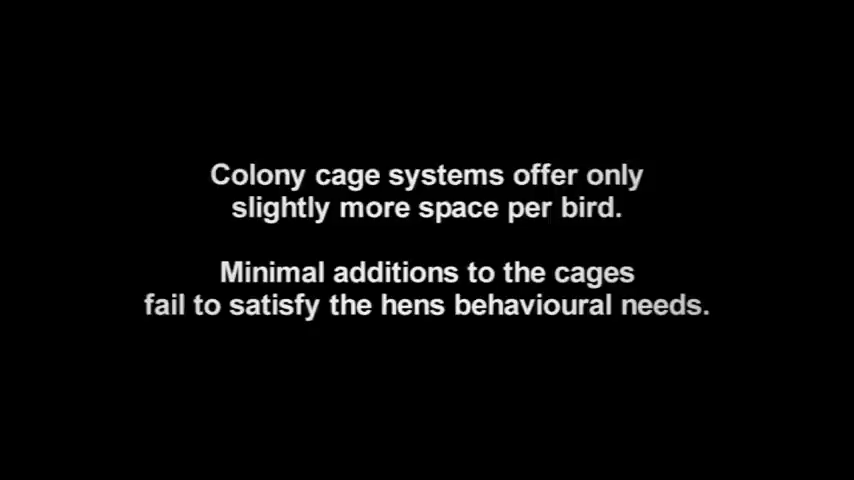 Colony cage systems offer only
slightly more space per bird.
Minimal additions to the cages
fail to satisfy the hens behavioural needs.